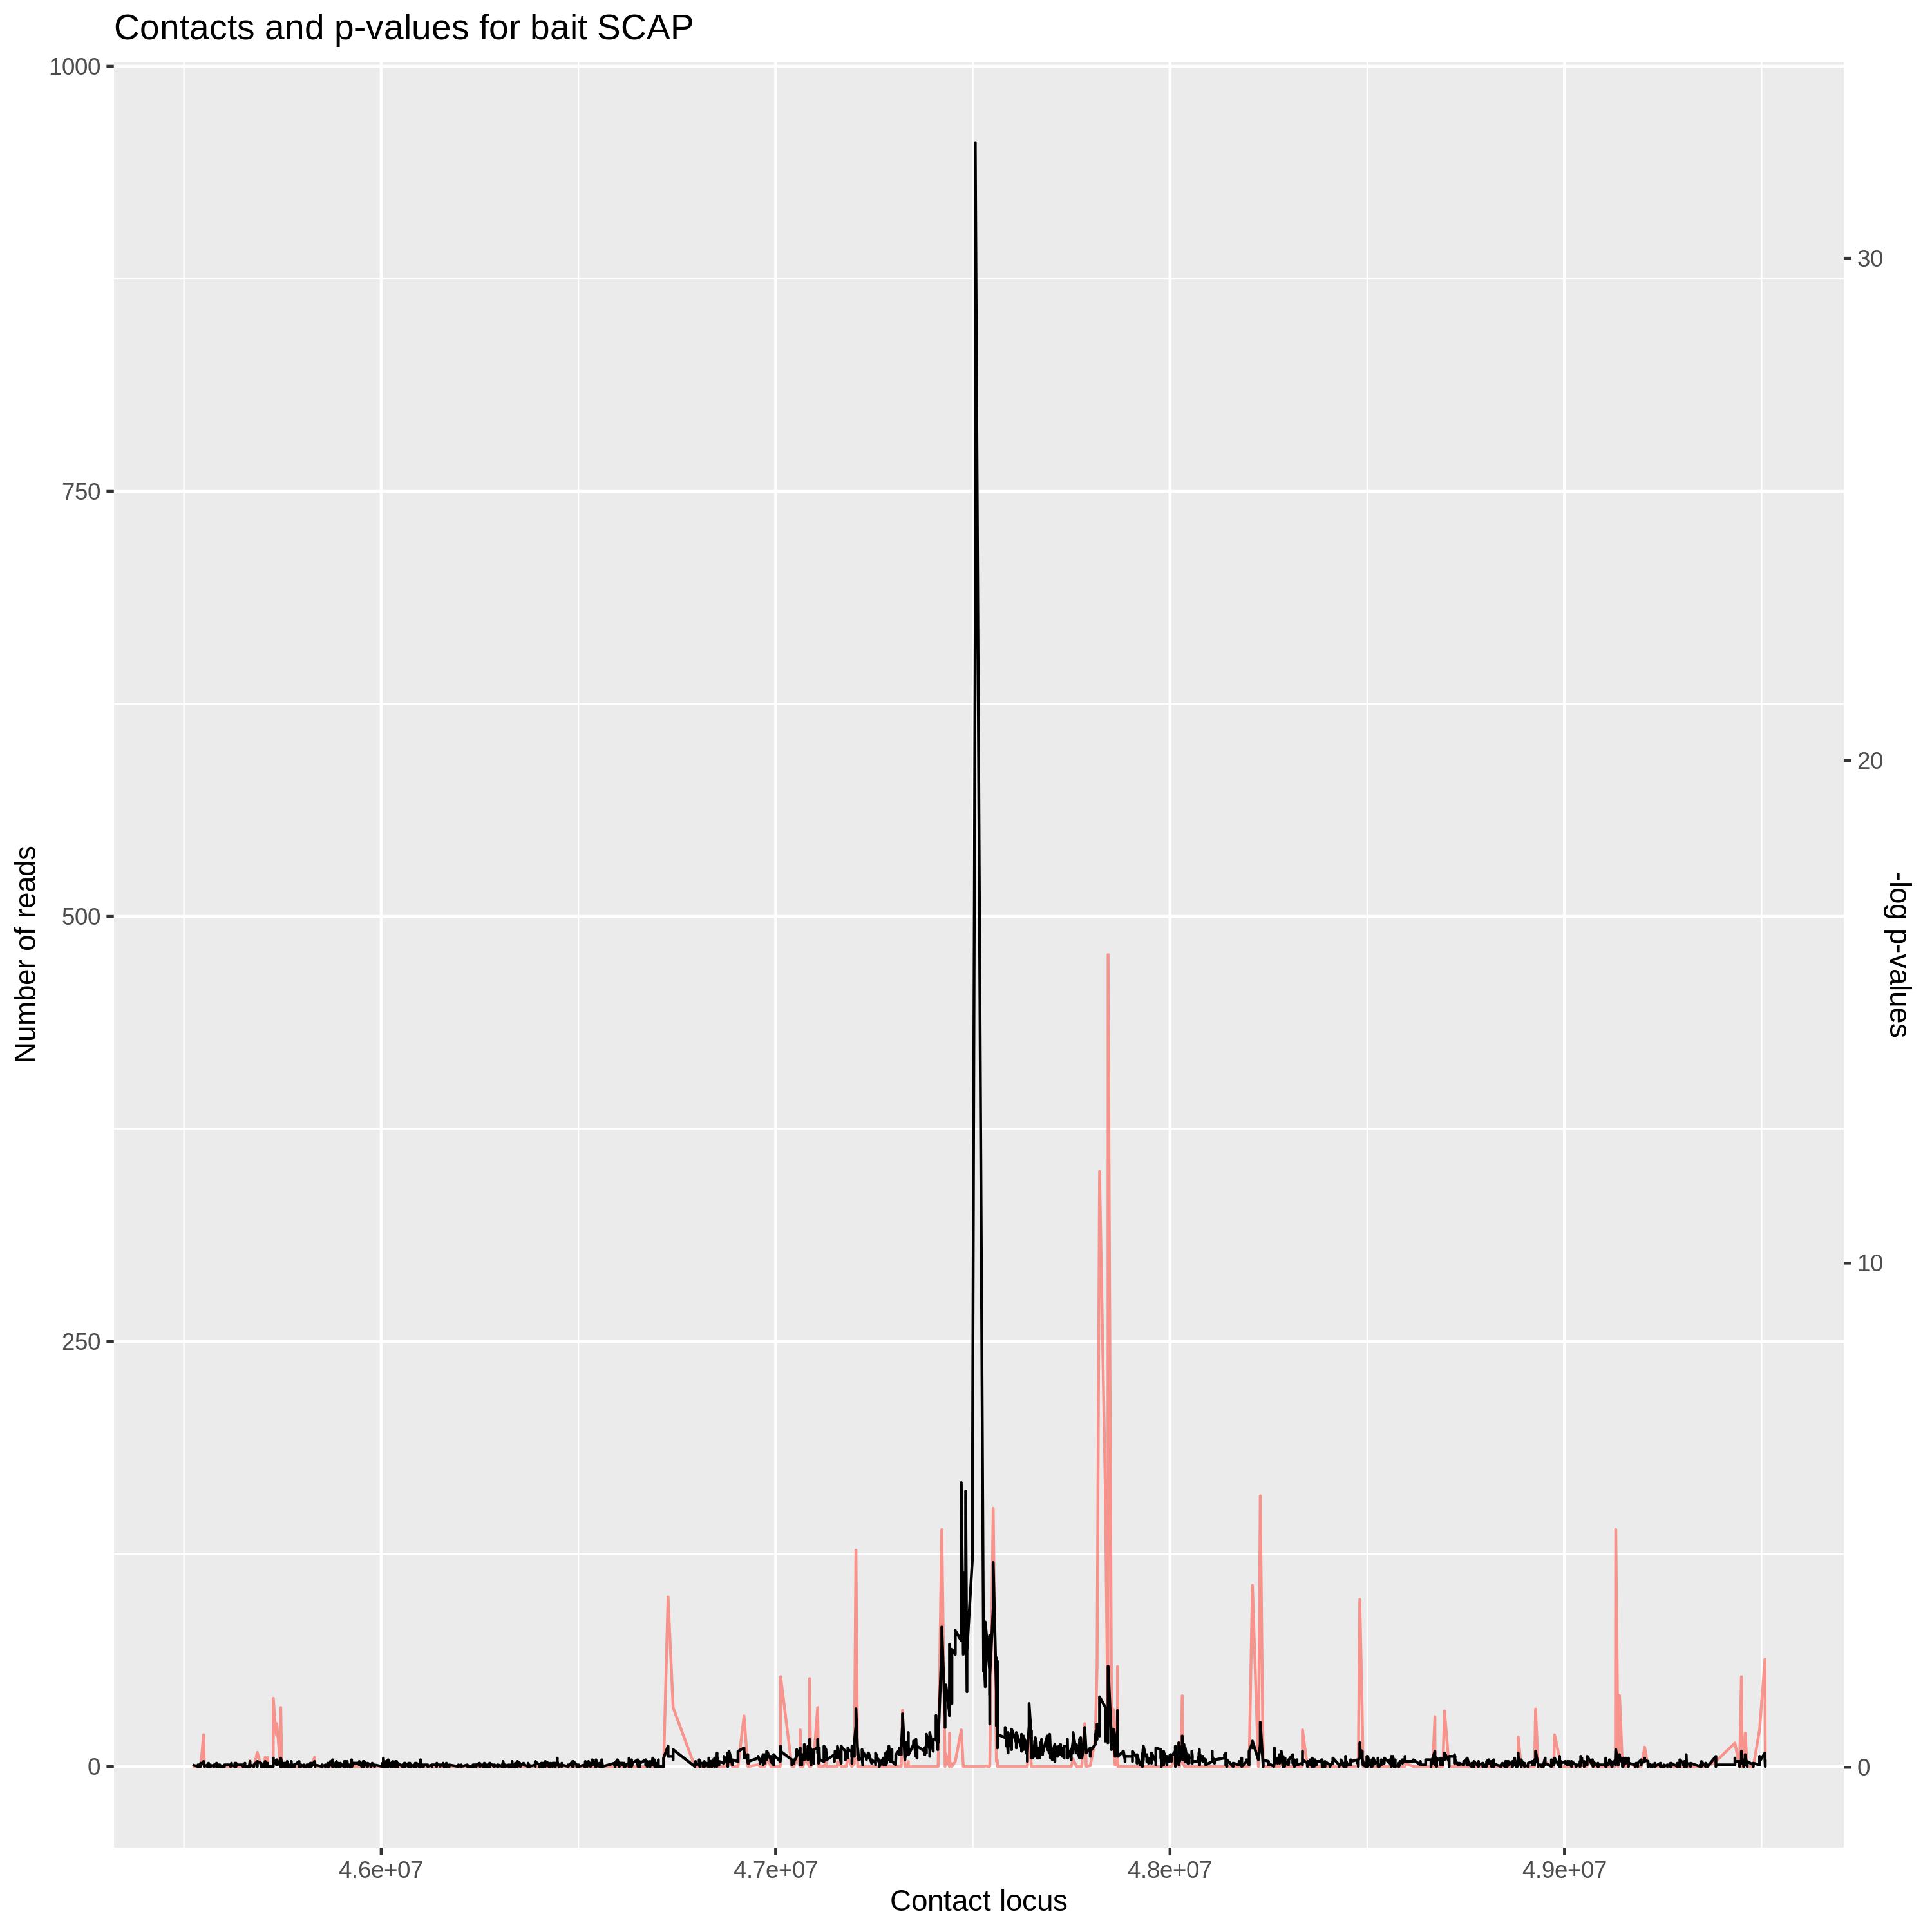 Contacts and p-values for bait SCAP
1000
750
500
250
0
Number of reads
30
20
10
0
-log p-values
4.6e+07 4.7e+07 4.8e+07 4.9e+07
Contact locus